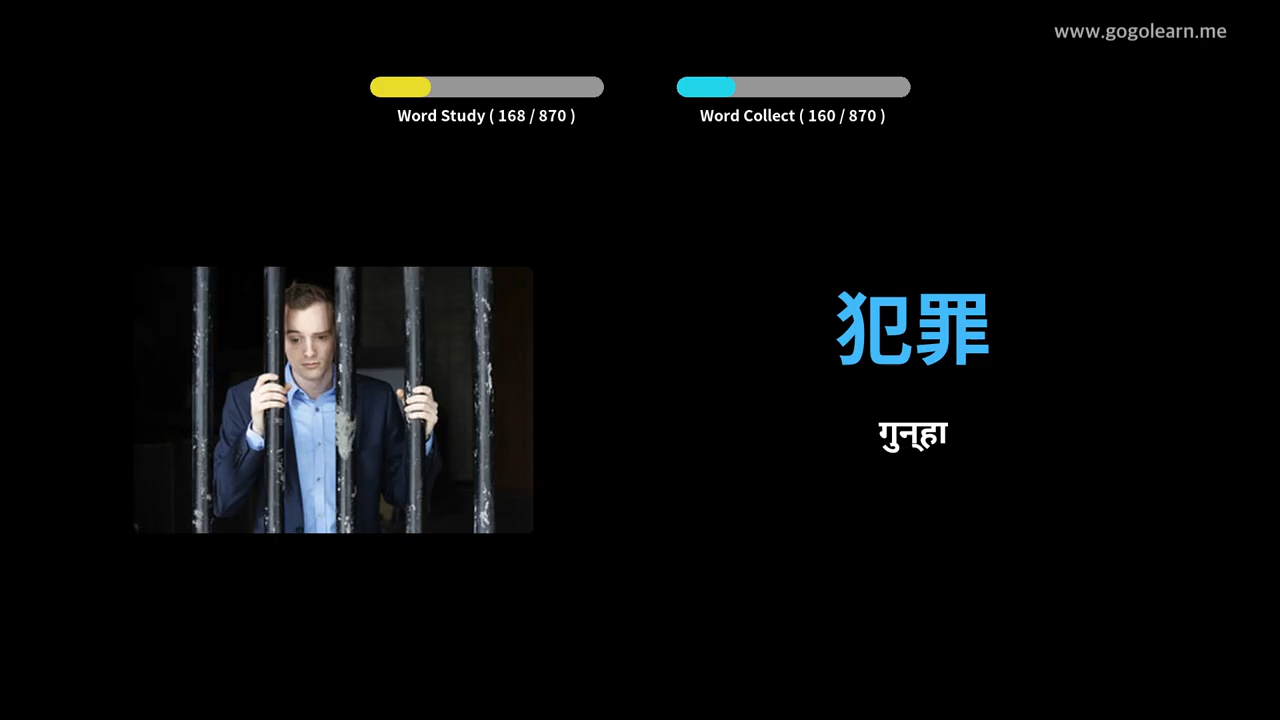 www.gogolearn.me
Word Study ( 168 / 870 )
Word Collect ( 160 / 870 )
犯罪
गुन्हा